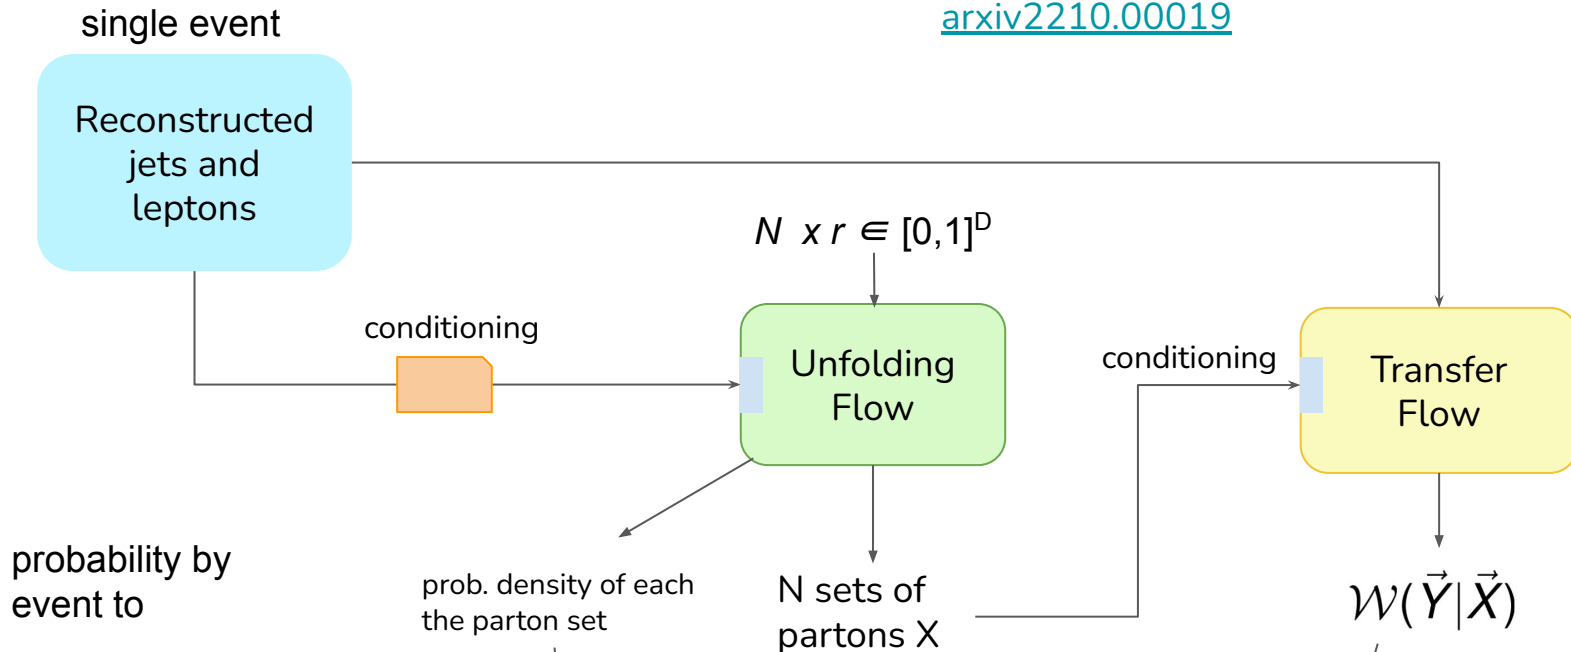 single event
arxiv2210.00019
Reconstructed
jets and
leptons
N x r ∈ [0,1]^D
conditioning
Unfolding
Flow
conditioning
Transfer
Flow
probability by
event to
prob. density of each
the parton set
N sets of
partons X
𝒲(Y⃗|X⃗)